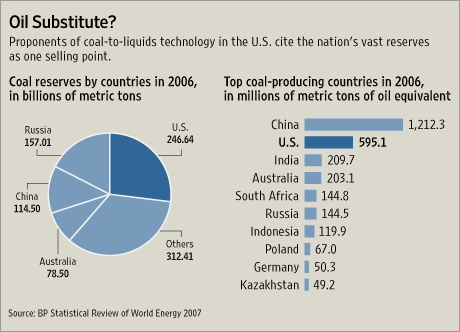 Oil Substitute?
Proponents of coal-to-liquids technology in the U.S. cite the nation's vast reserves
as one selling point.
Coal reserves by countries in 2006,
in billions of metric tons
U.S.
246.64
Others
312.41
Australia
78.50
China
114.50
Russia
157.01
Top coal-producing countries in 2006,
in millions of metric tons of oil equivalent
China 1,212.3
U.S. 595.1
India 209.7
Australia 203.1
South Africa 144.8
Russia 144.5
Indonesia 119.9
Poland 67.0
Germany 50.3
Kazakhstan 49.2
Source: BP Statistical Review of World Energy 2007